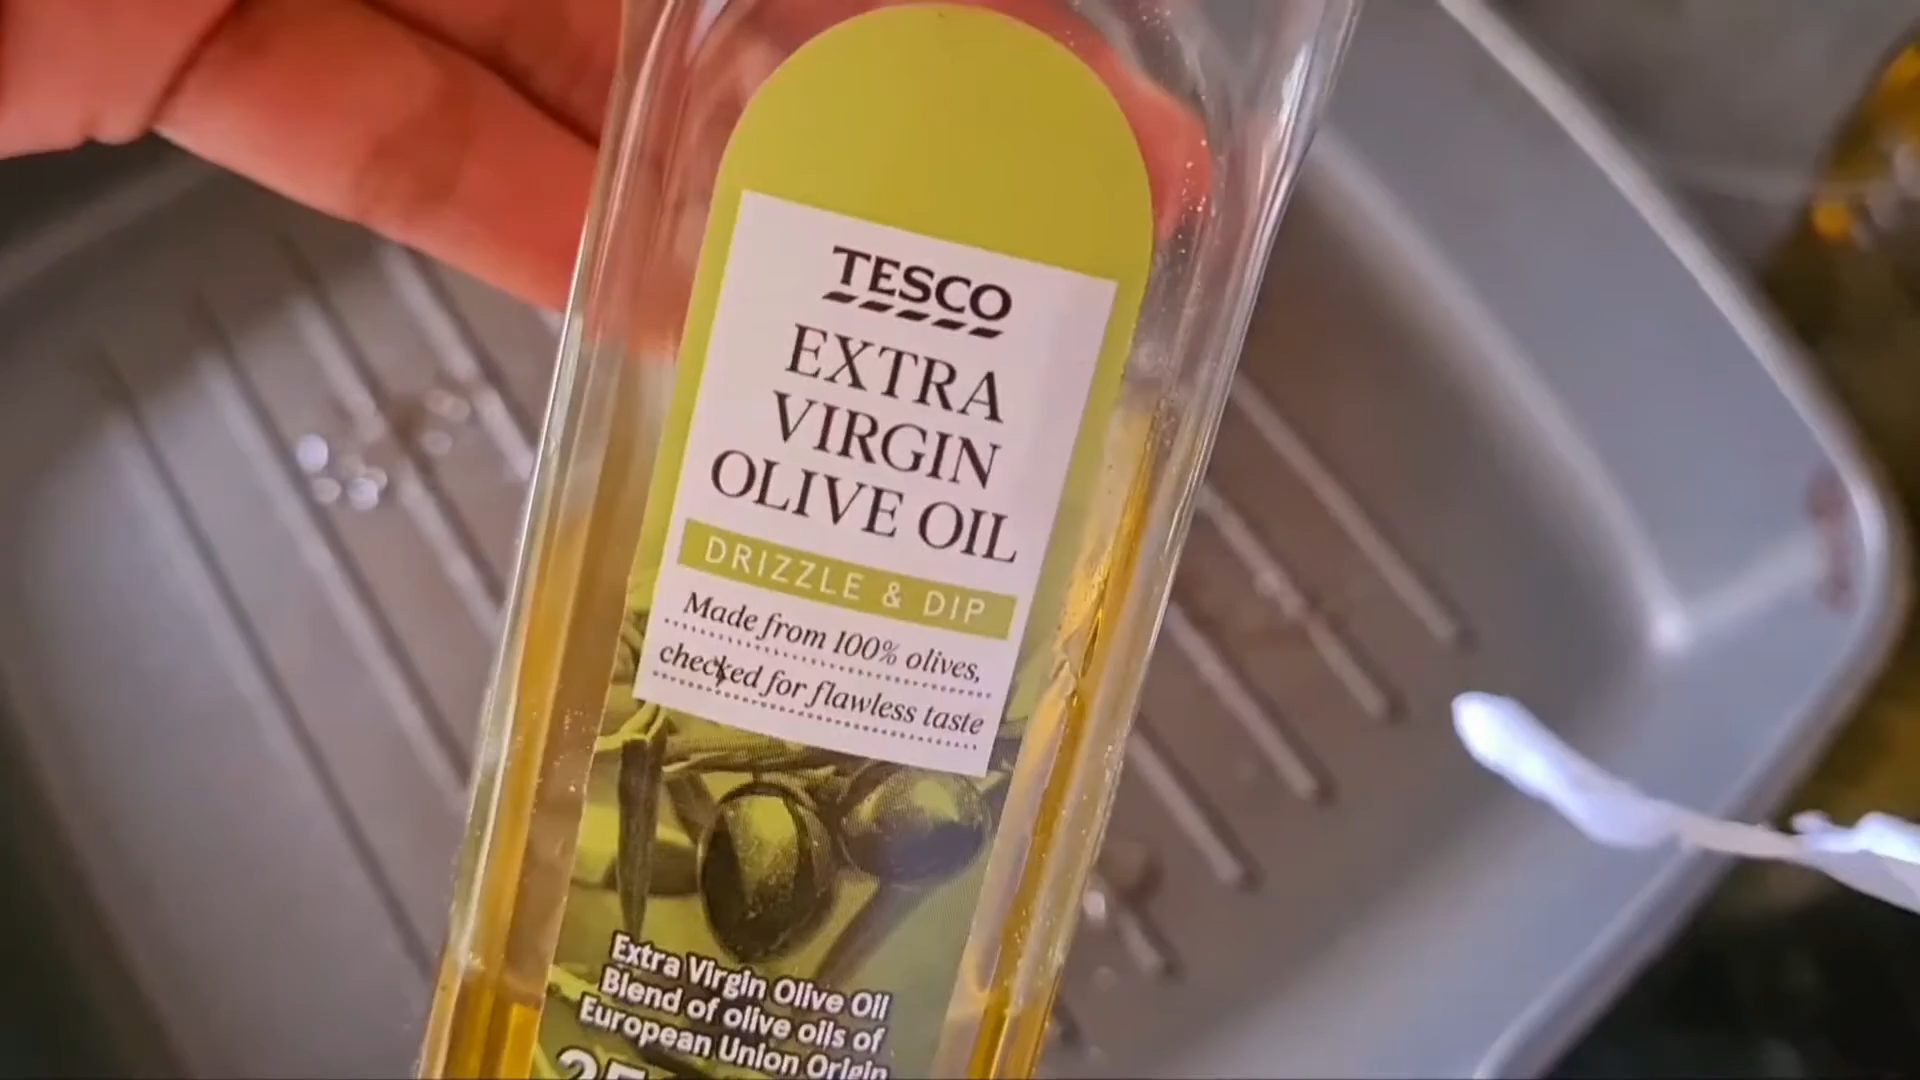 TESCO
EXTRA
VIRGIN
OLIVE OIL
DRIZZLE & DIP
Made from 100% olives,
checked for flawless taste
Extra Virgin Olive Oil
Blend of olive oils of
European Union Origin